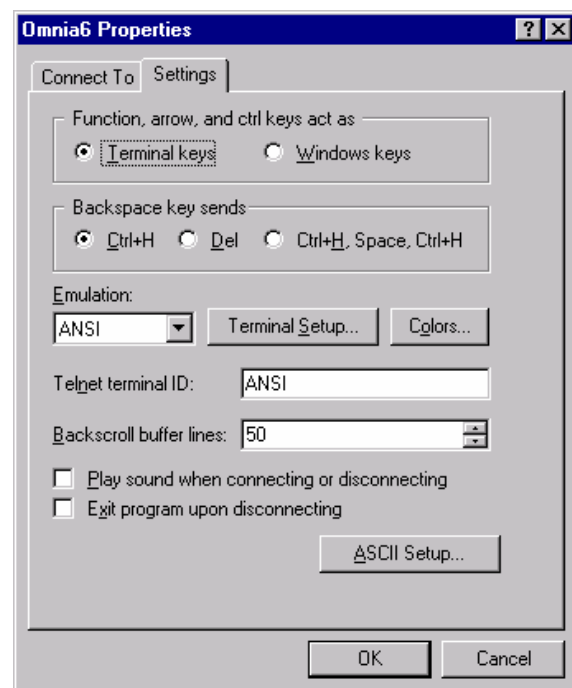 Omnia6 Properties
Connect To Settings
Function, arrow, and ctrl keys act as
Terminal keys Windows keys
Backspace key sends
Ctrl+H Del Ctrl+H, Space, Ctrl+H
Emulation:
ANSI Terminal Setup... Colors...
Telnet terminal ID: ANSI
Backscroll buffer lines: 50
Play sound when connecting or disconnecting
Exit program upon disconnecting
ASCII Setup...
OK Cancel